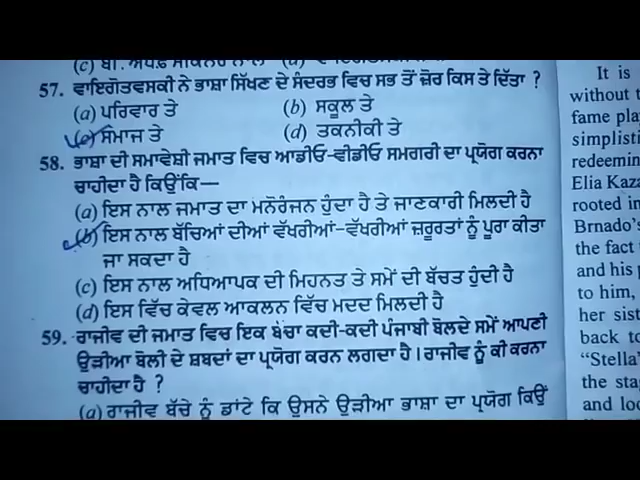 57. ਵਾਇਗੋਤਵਸਕੀ ਨੇ ਭਾਸ਼ਾ ਸਿੱਖਣ ਦੇ ਸੰਦਰਭ ਵਿਚ ਸਭ ਤੋਂ ਜ਼ੋਰ ਕਿਸ ਤੇ ਦਿੱਤਾ ?
(a) ਪਰਿਵਾਰ ਤੇ (b) ਸਕੂਲ ਤੇ
(c) ਸਮਾਜ ਤੇ (d) ਤਕਨੀਕੀ ਤੇ
58. ਭਾਸ਼ਾ ਦੀ ਸਮਾਵੇਸ਼ੀ ਜਮਾਤ ਵਿਚ ਆਡੀਓ-ਵੀਡੀਓ ਸਮਗਰੀ ਦਾ ਪ੍ਰਯੋਗ ਕਰਨਾ
ਚਾਹੀਦਾ ਹੈ ਕਿਉਂਕਿ—
(a) ਇਸ ਨਾਲ ਜਮਾਤ ਦਾ ਮਨੋਰੰਜਨ ਹੁੰਦਾ ਹੈ ਤੇ ਜਾਣਕਾਰੀ ਮਿਲਦੀ ਹੈ
(b) ਇਸ ਨਾਲ ਬੱਚਿਆਂ ਦੀਆਂ ਵੱਖਰੀਆਂ-ਵੱਖਰੀਆਂ ਜ਼ਰੂਰਤਾਂ ਨੂੰ ਪੂਰਾ ਕੀਤਾ
ਜਾ ਸਕਦਾ ਹੈ
(c) ਇਸ ਨਾਲ ਅਧਿਆਪਕ ਦੀ ਮਿਹਨਤ ਤੇ ਸਮੇਂ ਦੀ ਬੱਚਤ ਹੁੰਦੀ ਹੈ
(d) ਇਸ ਵਿੱਚ ਕੇਵਲ ਆਕਲਨ ਵਿੱਚ ਮਦਦ ਮਿਲਦੀ ਹੈ
59. ਰਾਜੀਵ ਦੀ ਜਮਾਤ ਵਿਚ ਇਕ ਬੱਚਾ ਕਦੀ-ਕਦੀ ਪੰਜਾਬੀ ਬੋਲਦੇ ਸਮੇਂ ਆਪਣੀ
ਉੜੀਆ ਬੋਲੀ ਦੇ ਸ਼ਬਦਾਂ ਦਾ ਪ੍ਰਯੋਗ ਕਰਨ ਲਗਦਾ ਹੈ। ਰਾਜੀਵ ਨੂੰ ਕੀ ਕਰਨਾ
ਚਾਹੀਦਾ ਹੈ ?
(a) ਰਾਜੀਵ ਬੱਚੇ ਨੂੰ ਡਾਂਟੇ ਕਿ ਉਸਨੇ ਉੜੀਆ ਭਾਸ਼ਾ ਦਾ ਪ੍ਰਯੋਗ ਕਿਉਂ
It is
without
fame
simplisti
redeemin
Elia Kaza
rooted in
Brnado's
the fact
and his
to him,
her sist
back to
"Stella
the sta
and loo